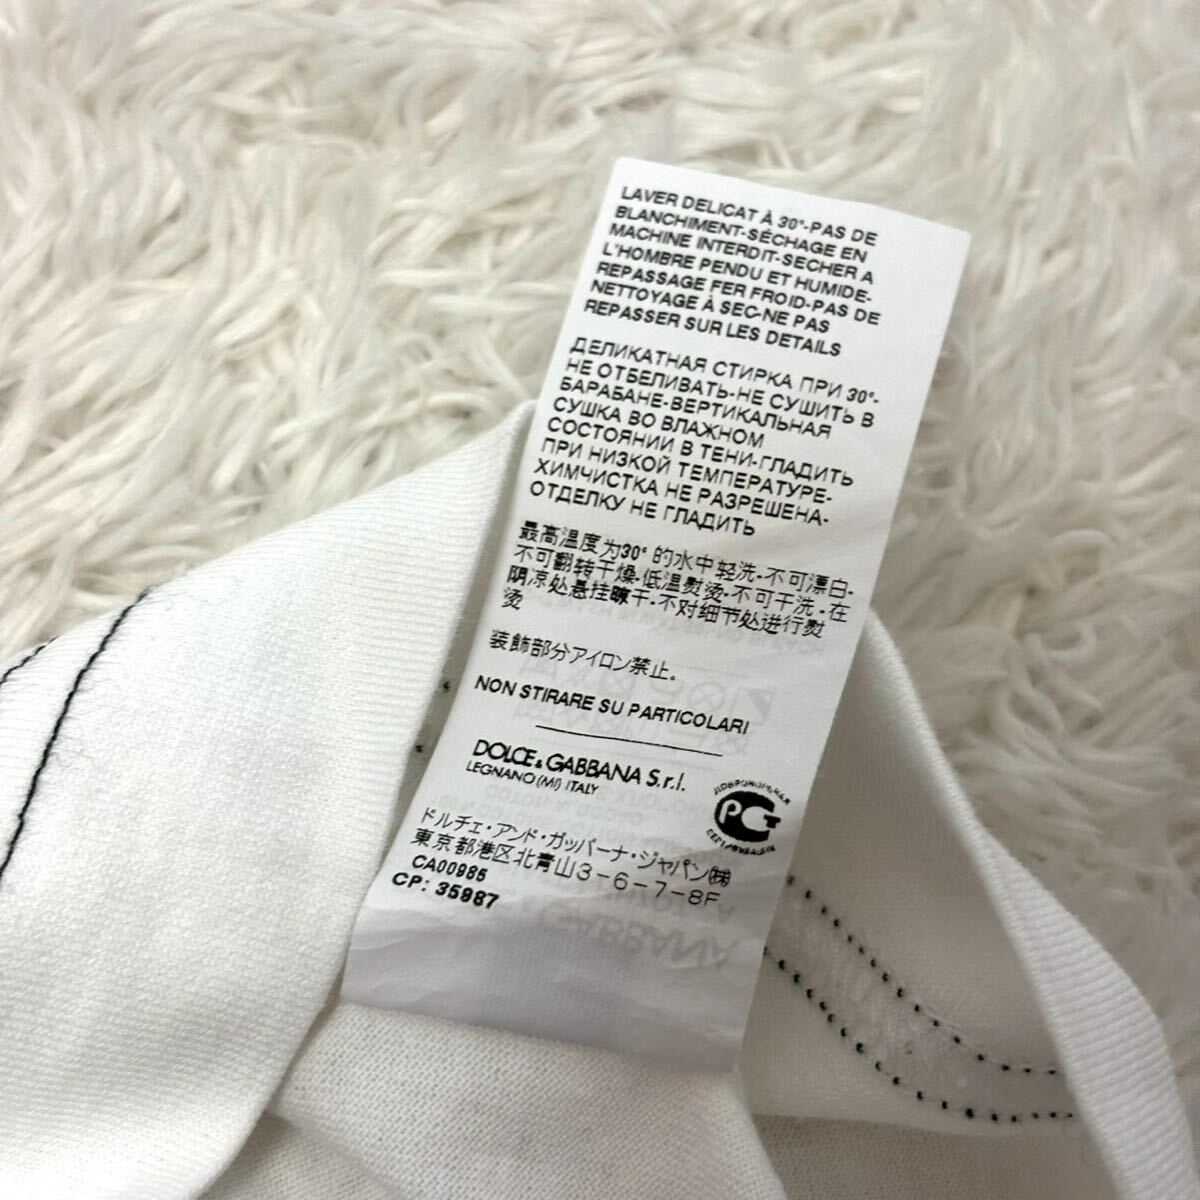 LAVER DELICAT À 30°-PAS DE
BLANCHIMENT-SÉCHAGE EN
MACHINE INTERDIT-SECHER A
L'HOMBRE PENDU ET HUMIDE-
REPASSAGE FER FROID-PAS DE
NETTOYAGE À SEC-NE PAS
REPASSER SUR LES DETAILS
ДЕЛИКАТНАЯ СТИРКА ПРИ 30°-
НЕ ОТБЕЛИВАТЬ-НЕ СУШИТЬ В
БАРАБАНЕ-ВЕРТИКАЛЬНАЯ
СУШКА ВО ВЛАЖНОМ
СОСТОЯНИИ В ТЕНИ-ГЛАДИТЬ
ПРИ НИЗКОЙ ТЕМПЕРАТУРЕ-
ХИМЧИСТКА НЕ РАЗРЕШЕНА-
ОТДЕЛКУ НЕ ГЛАДИТЬ
最高温度为30° 的水中轻洗-不可漂白-
不可翻转干燥-低温熨烫-不可干洗-在
阴凉处悬挂晾干-不对细节处进行熨
烫
装飾部分アイロン禁止。
NON STIRARE SU PARTICOLARI
DOLCE & GABBANA S.r.l.
LEGNANO (MI) ITALY
ドルチェ・アンド・ガッバーナ・ジャパン㈱
東京都港区北青山3-6-7-8F
CA00985
CP: 35987